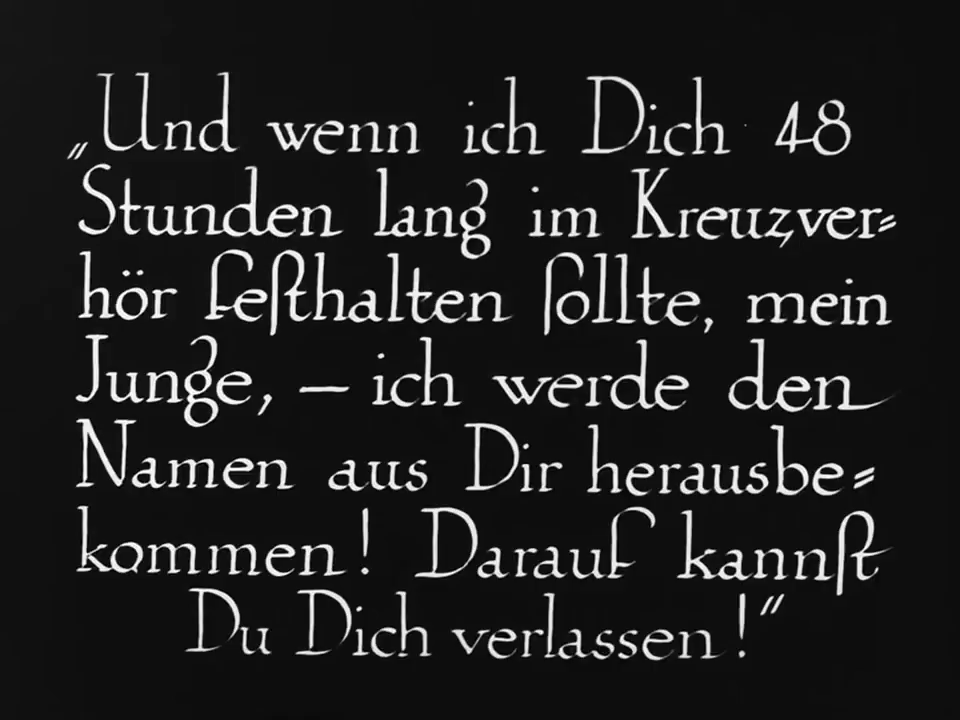 „Und wenn ich Dich 48
Stunden lang im Kreuzver⸗
hör feſthalten ſollte, mein
Junge, — ich werde den
Namen aus Dir herausbe⸗
kommen! Darauf kannſt
Du Dich verlassen!“